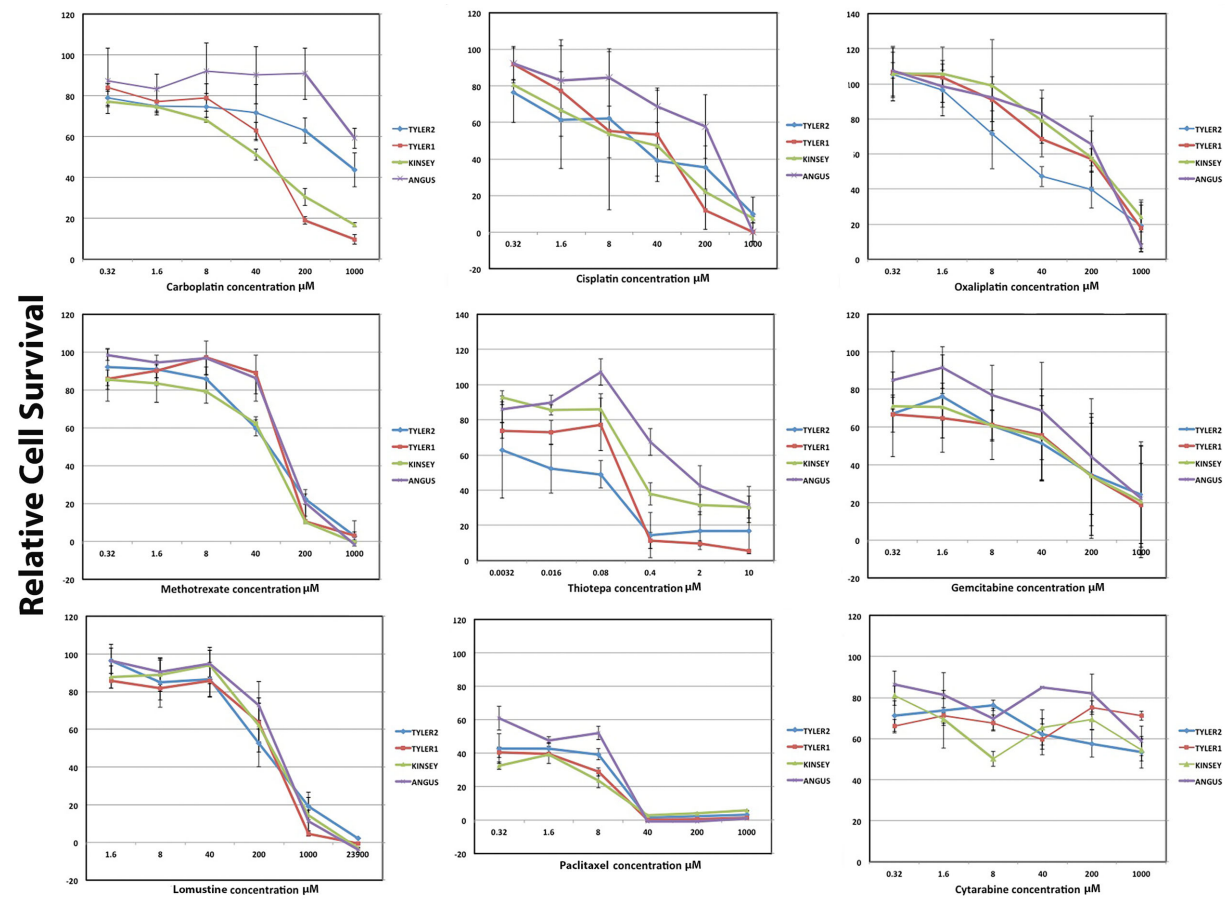 Relative Cell Survival
120
100
80
60
40
20
0
0.32 1.6 8 40 200 1000
Carboplatin concentration µM
TYLER2
TYLER1
KINSEY
ANGUS
120
100
80
60
40
20
0
-20
0.32 1.6 8 40 200 1000
Cisplatin concentration µM
TYLER2
TYLER1
KINSEY
ANGUS
140
120
100
80
60
40
20
0
0.32 1.6 8 40 200 1000
Oxaliplatin concentration µM
TYLER2
TYLER1
KINSEY
ANGUS
120
100
80
60
40
20
0
-20
0.32 1.6 8 40 200 1000
Methotrexate concentration µM
TYLER2
TYLER1
KINSEY
ANGUS
140
120
100
80
60
40
20
0
0.0032 0.016 0.08 0.4 2 10
Thiotepa concentration µM
TYLER2
TYLER1
KINSEY
ANGUS
120
100
80
60
40
20
0
-20
0.32 1.6 8 40 200 1000
Gemcitabine concentration µM
TYLER2
TYLER1
KINSEY
ANGUS
120
100
80
60
40
20
0
-20
1.6 8 40 200 1000 23900
Lomustine concentration µM
TYLER2
TYLER1
KINSEY
ANGUS
120
100
80
60
40
20
0
-20
0.32 1.6 8 40 200 1000
Paclitaxel concentration µM
TYLER2
TYLER1
KINSEY
ANGUS
120
100
80
60
40
20
0
0.32 1.6 8 40 200 1000
Cytarabine concentration µM
TYLER2
TYLER1
KINSEY
ANGUS